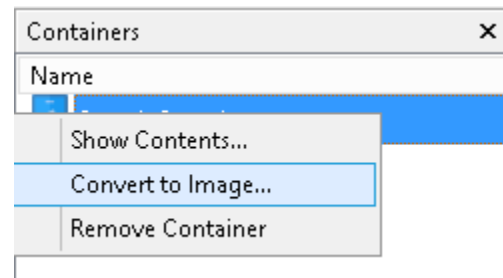 Containers
Name
Show Contents...
Convert to Image...
Remove Container